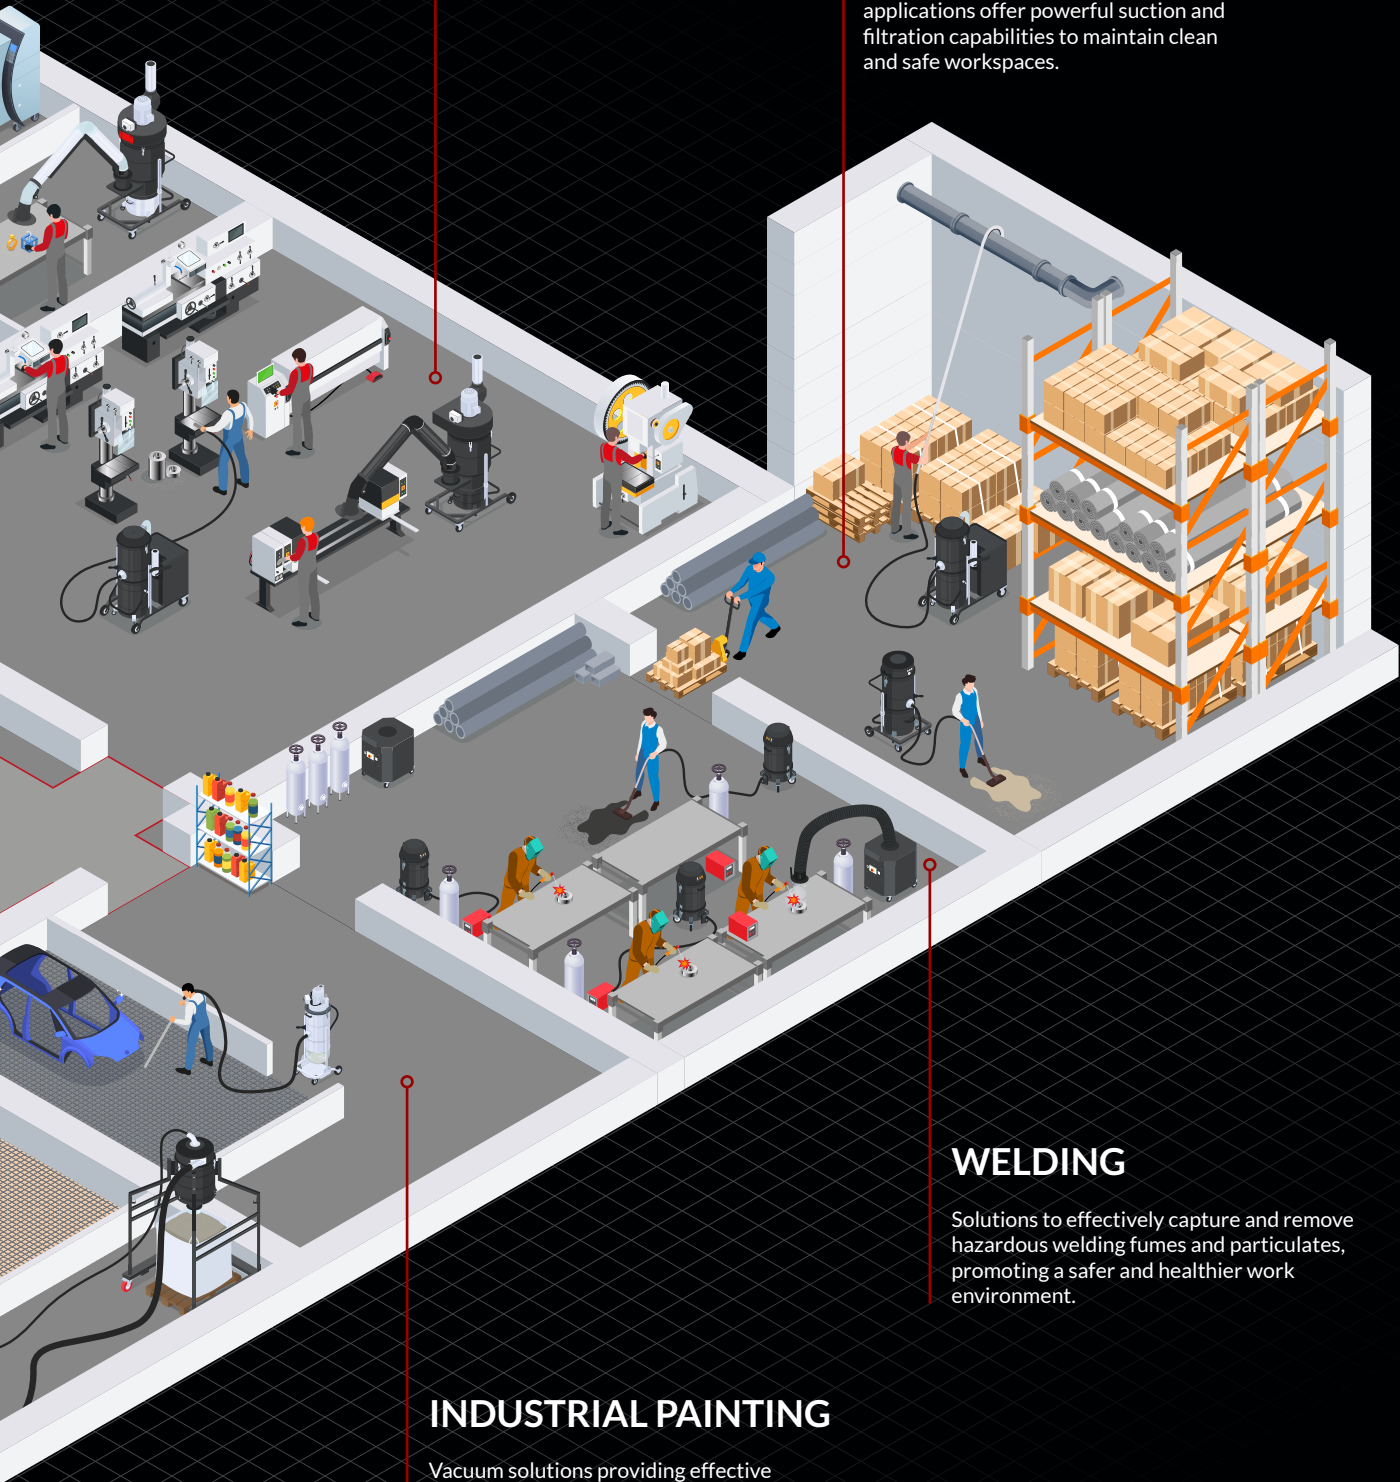 applications offer powerful suction and
filtration capabilities to maintain clean
and safe workspaces.
WELDING
Solutions to effectively capture and remove
hazardous welding fumes and particulates,
promoting a safer and healthier work
environment.
INDUSTRIAL PAINTING
Vacuum solutions providing effective